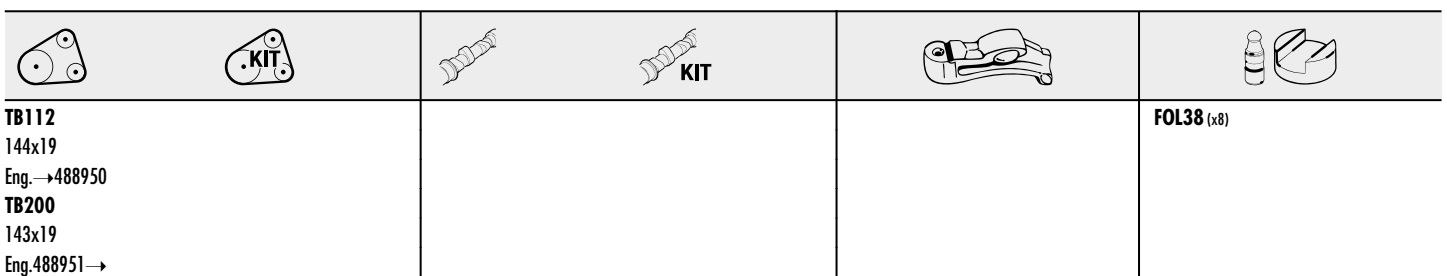 KIT KIT
TB112 FOL38 (x8)
144x19
Eng.→488950
TB200
143x19
Eng.488951→